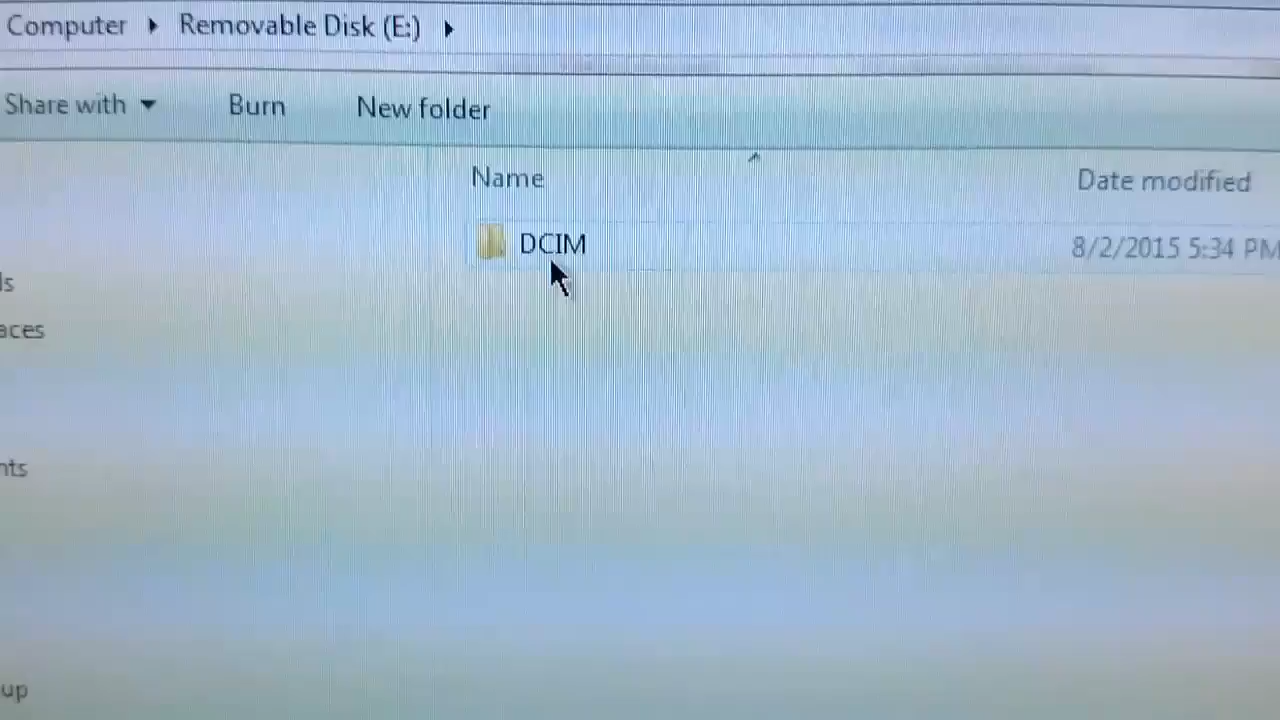 Computer Removable Disk (E:)
Share with Burn New folder
Name Date modified
DCIM 8/2/2015 5:34 PM
ls
aces
nts
up